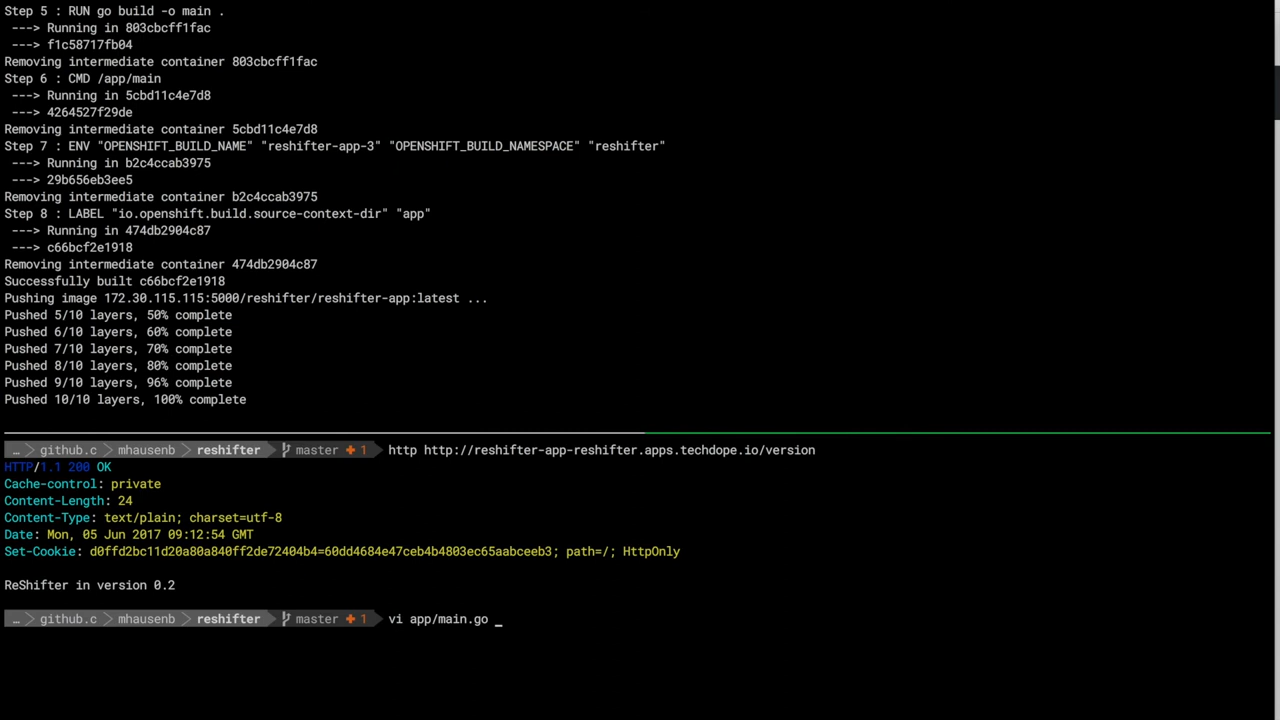 Step 5 : RUN go build -o main .
---> Running in 803cbcff1fac
---> f1c58717fb04
Removing intermediate container 803cbcff1fac
Step 6 : CMD /app/main
---> Running in 5cbd11c4e7d8
---> 4264527f29de
Removing intermediate container 5cbd11c4e7d8
Step 7 : ENV "OPENSHIFT_BUILD_NAME" "reshifter-app-3" "OPENSHIFT_BUILD_NAMESPACE" "reshifter"
---> Running in b2c4ccab3975
---> 29b656eb3ee5
Removing intermediate container b2c4ccab3975
Step 8 : LABEL "io.openshift.build.source-context-dir" "app"
---> Running in 474db2904c87
---> c66bcf2e1918
Removing intermediate container 474db2904c87
Successfully built c66bcf2e1918
Pushing image 172.30.115.115:5000/reshifter/reshifter-app:latest ...
Pushed 5/10 layers, 50% complete
Pushed 6/10 layers, 60% complete
Pushed 7/10 layers, 70% complete
Pushed 8/10 layers, 80% complete
Pushed 9/10 layers, 96% complete
Pushed 10/10 layers, 100% complete
… github.c mhausenb reshifter master + 1 http http://reshifter-app-reshifter.apps.techdope.io/version
HTTP/1.1 200 OK
Cache-control: private
Content-Length: 24
Content-Type: text/plain; charset=utf-8
Date: Mon, 05 Jun 2017 09:12:54 GMT
Set-Cookie: d0ffd2bc11d20a80a840ff2de72404b4=60dd4684e47ceb4b4803ec65aabceeb3; path=/; HttpOnly
ReShifter in version 0.2
… github.c mhausenb reshifter master + 1 vi app/main.go _